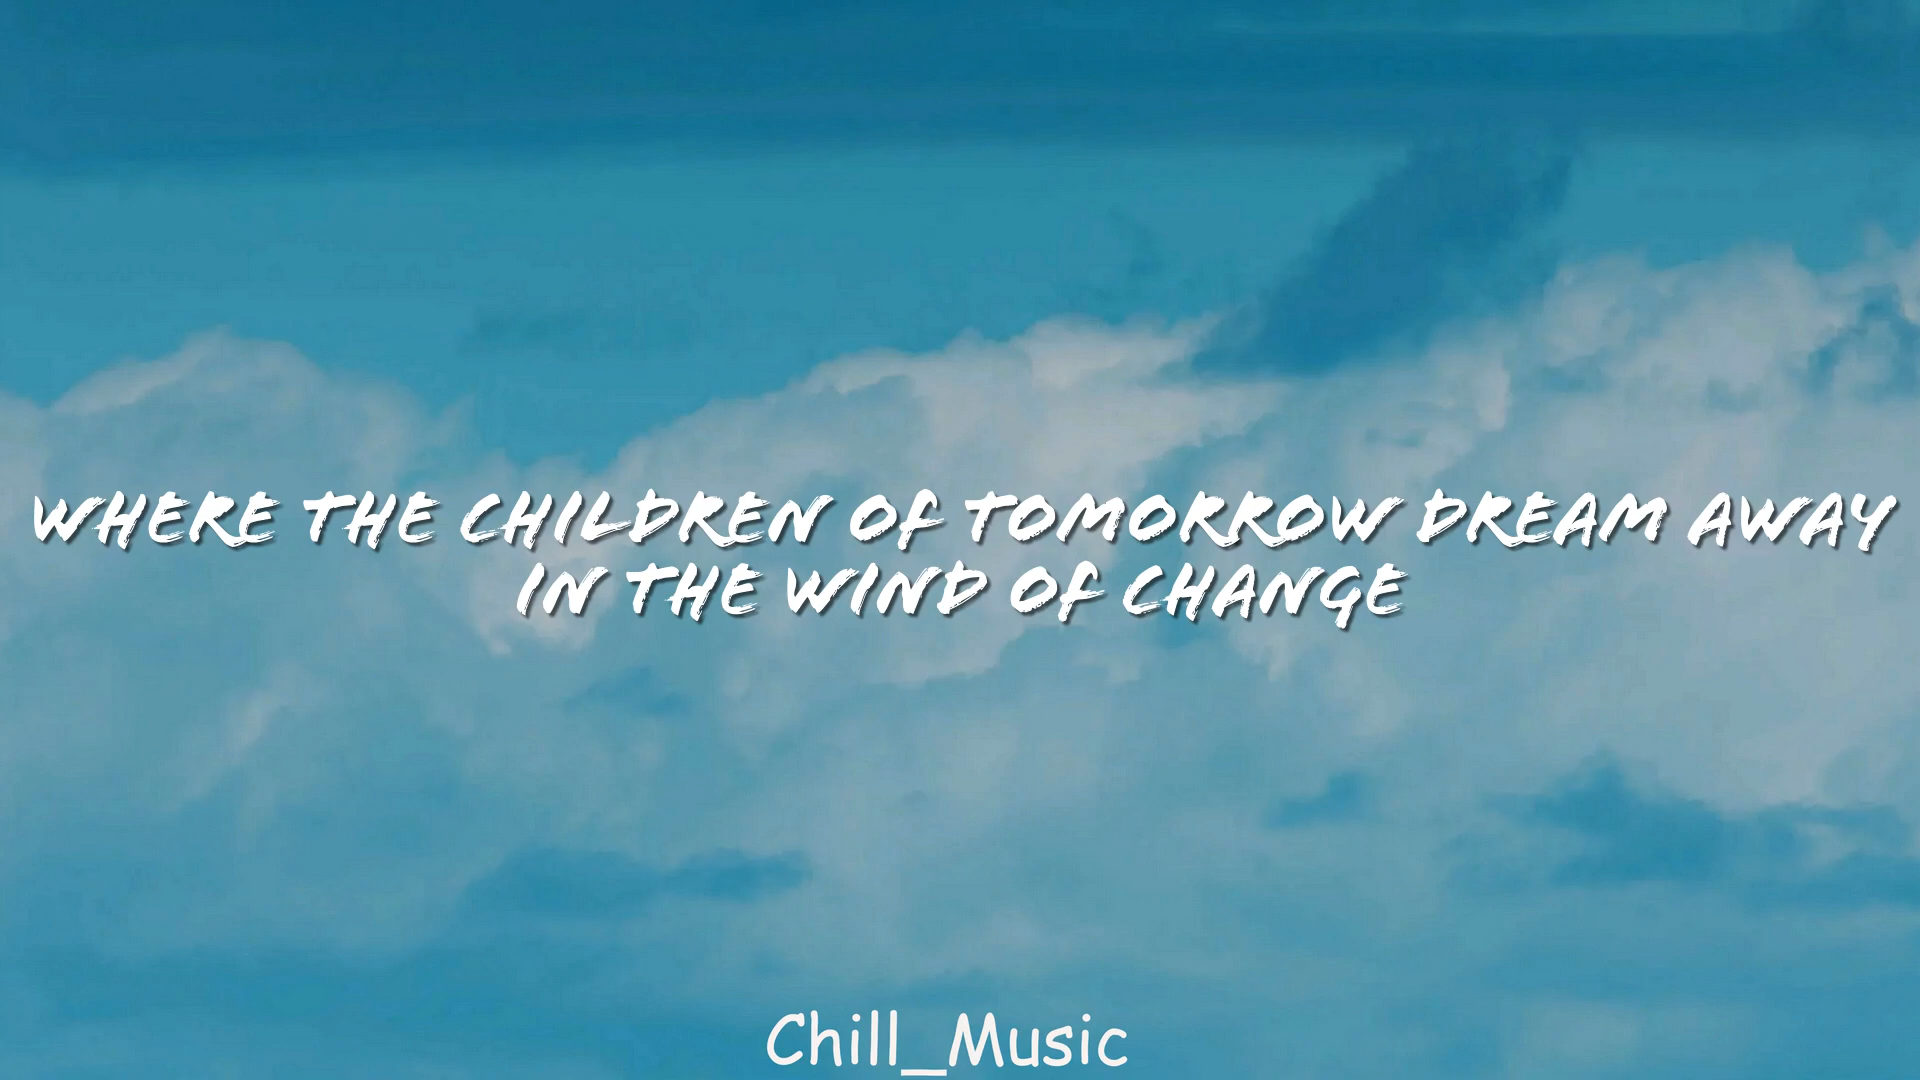 WHERE THE CHILDREN OF TOMORROW DREAM AWAY
IN THE WIND OF CHANGE
Chill_Music